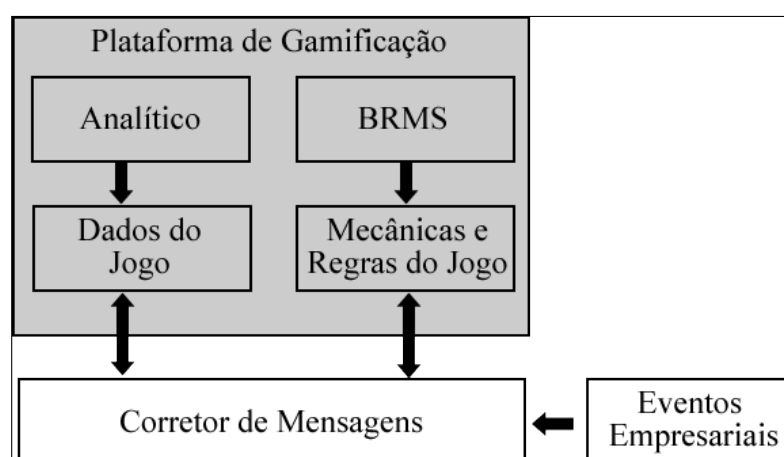 Plataforma de Gamificação
Analítico
BRMS
Dados do
Jogo
Mecânicas e
Regras do Jogo
Corretor de Mensagens
Eventos
Empresariais